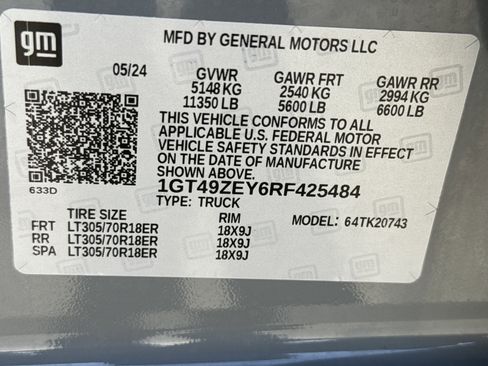 gm
MFD BY GENERAL MOTORS LLC
05/24 GVWR GAWR FRT GAWR RR
5148 KG 2540 KG 2994 KG
11350 LB 5600 LB 6600 LB
THIS VEHICLE CONFORMS TO ALL
APPLICABLE U.S. FEDERAL MOTOR
VEHICLE SAFETY STANDARDS IN EFFECT
ON THE DATE OF MANUFACTURE
SHOWN ABOVE.
633D 1GT49ZEY6RF425484
TYPE: TRUCK
TIRE SIZE RIM MODEL: 64TK20743
FRT LT305/70R18ER 18X9J
RR LT305/70R18ER 18X9J
SPA LT305/70R18ER 18X9J